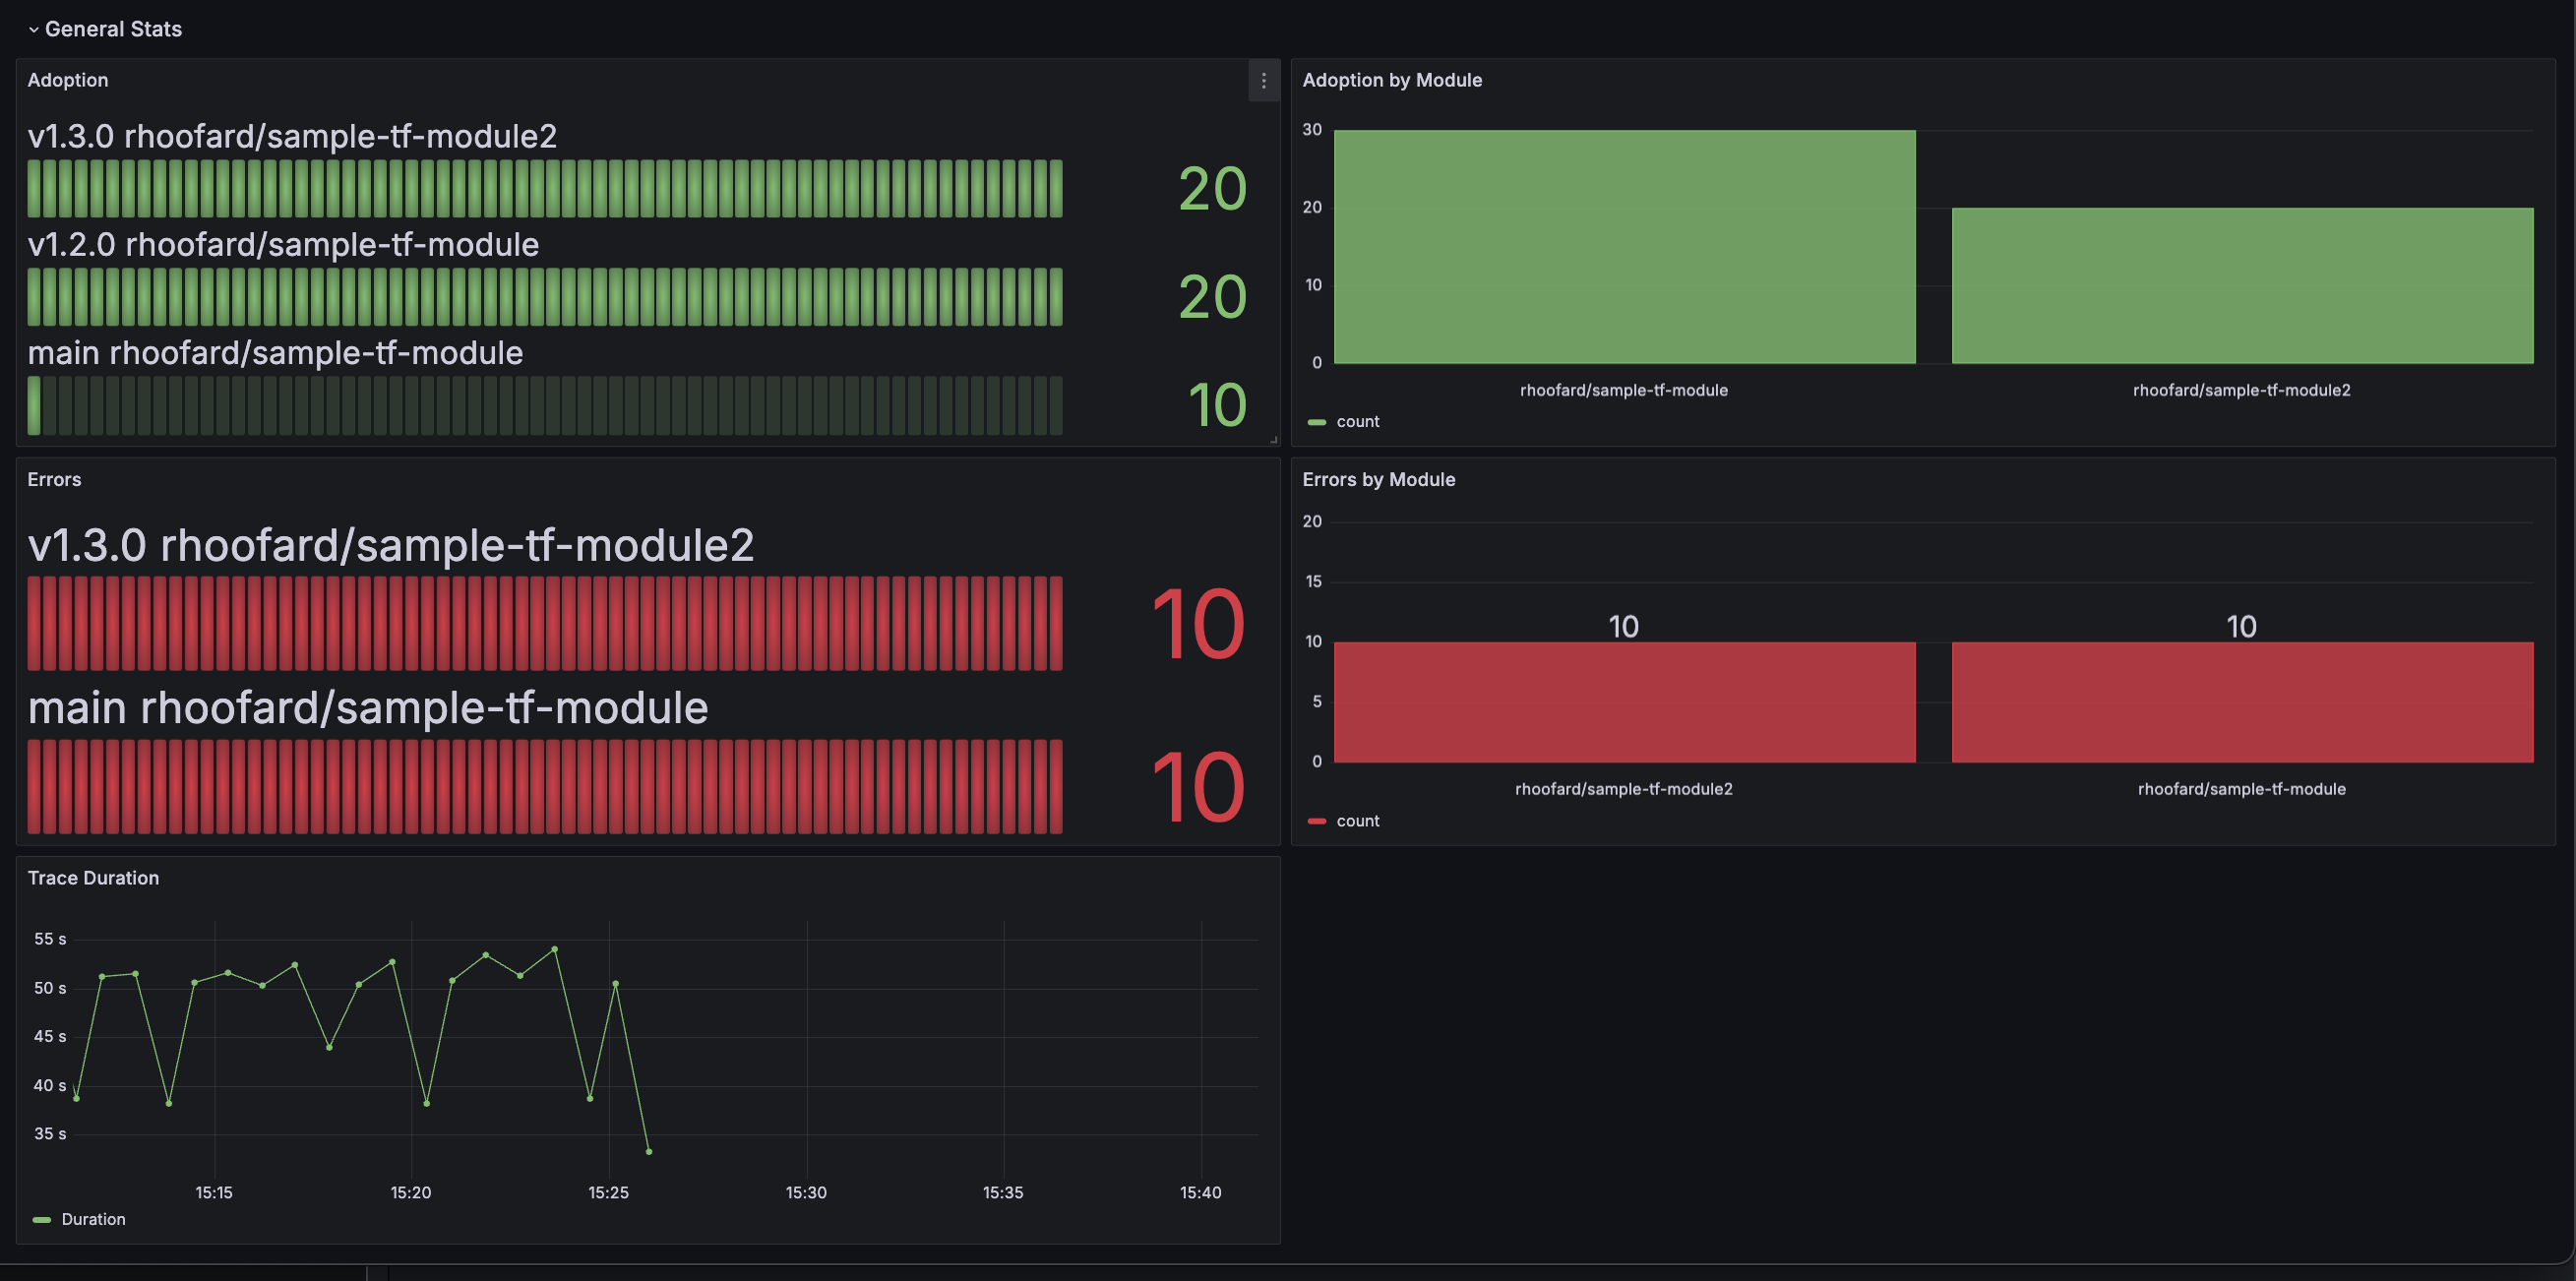 General Stats
Adoption
v1.3.0 rhoofard/sample-tf-module2
20
v1.2.0 rhoofard/sample-tf-module
20
main rhoofard/sample-tf-module
10
Adoption by Module
30
20
10
0
rhoofard/sample-tf-module rhoofard/sample-tf-module2
count
Errors
v1.3.0 rhoofard/sample-tf-module2
10
main rhoofard/sample-tf-module
10
Errors by Module
20
15
10 10
10
5
0
rhoofard/sample-tf-module2 rhoofard/sample-tf-module
count
Trace Duration
55 s
50 s
45 s
40 s
35 s
15:15 15:20 15:25 15:30 15:35 15:40
Duration